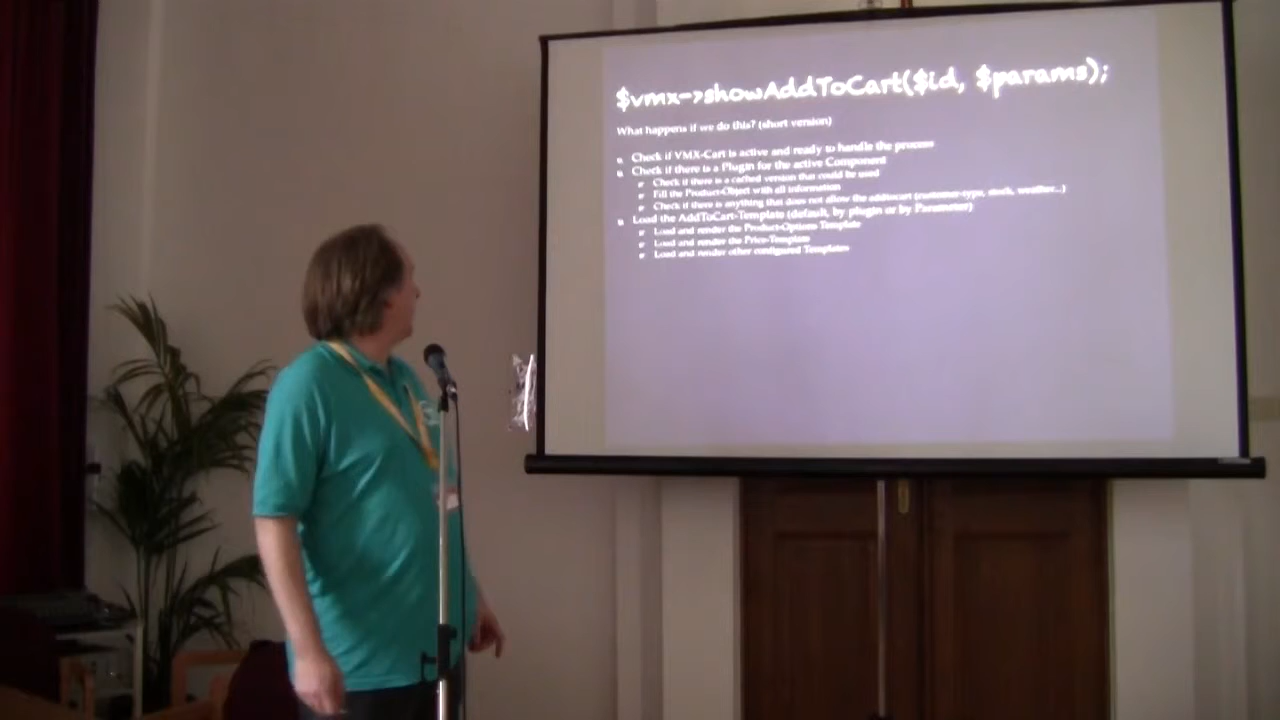 $vmx->showAddToCart($id, $params);
What happens if we do this? (short version)
Check if VMX-Cart is active and ready to handle the process
Check if there is a Plugin for the active Component
Check if there is a cached version that could be used
Fill the Product-Object with all information
Check if there is anything that does not allow the addtocart (customer-type, stock, weather...)
Load the AddToCart-Template (default, by plugin or by Parameter)
Load and render the Product-Options Template
Load and render the Price-Template
Load and render other configured Templates